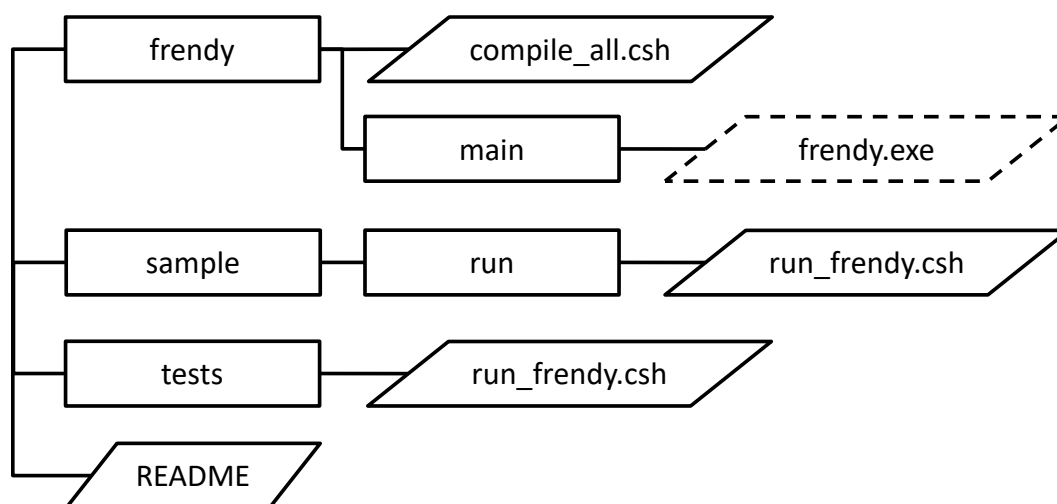 frendy
compile_all.csh
main
frendy.exe
sample
run
run_frendy.csh
tests
run_frendy.csh
README